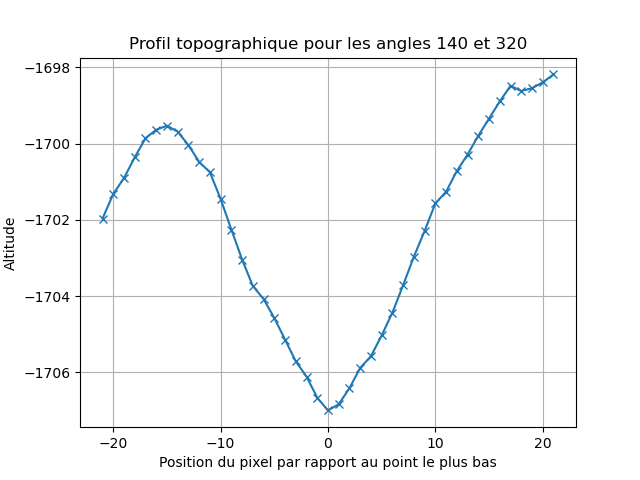 Profil topographique pour les angles 140 et 320
−1698
−1700
−1702
−1704
−1706
Altitude
−20 −10 0 10 20
Position du pixel par rapport au point le plus bas